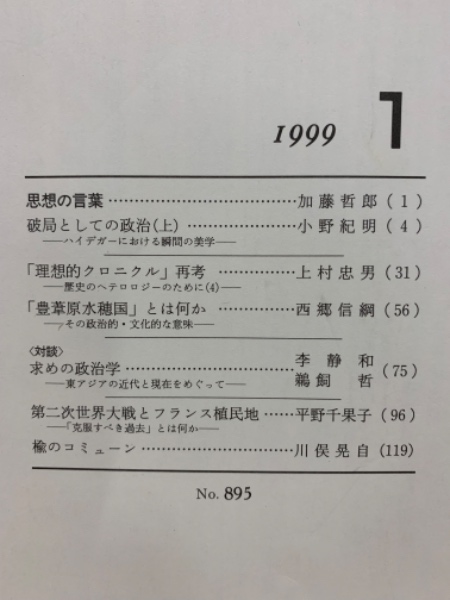 1999 1
思想の言葉……………………………加藤哲郎(1)
破局としての政治(上)………………小野紀明(4)
――ハイデガーにおける瞬間の美学――
「理想的クロニクル」再考……………上村忠男(31)
――歴史のヘテロロジーのために(4)――
「豊葦原水穂国」とは何か……………西郷信綱(56)
――その政治的・文化的な意味――
〈対談〉
求めの政治学……………………………李静和 鵜飼哲(75)
――東アジアの近代と現在をめぐって――
第二次世界大戦とフランス植民地……平野千果子(96)
――「克服すべき過去」とは何か――
楡のコミューン…………………………川俣晃自(119)
No. 895